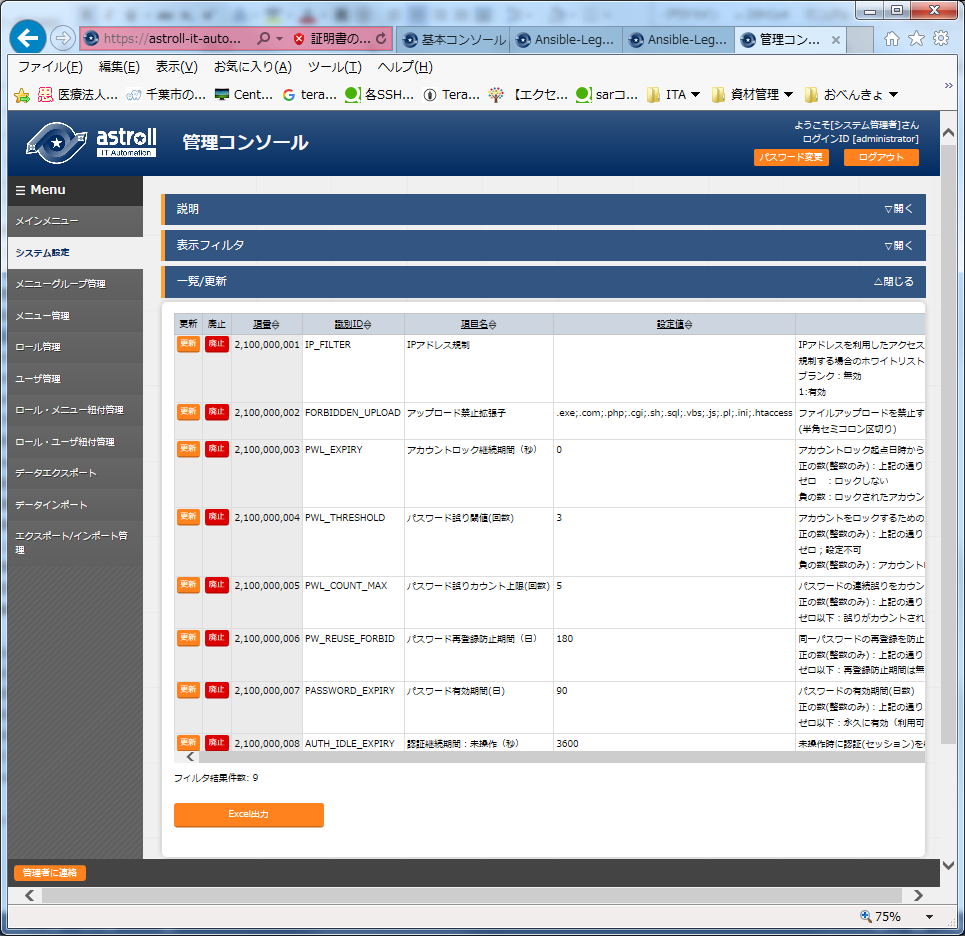 https://astroll-it-auto...
証明書の...
基本コンソール
Ansible-Leg...
Ansible-Leg...
管理コン...
ファイル(F) 編集(E) 表示(V) お気に入り(A) ツール(T) ヘルプ(H)
医療法人... 千葉市の... Cent... tera... 各SSH... Tera... 【エクセ... sarコ... ITA 資材管理 おべんきょ
astroll
IT Automation
管理コンソール
ようこそ[システム管理者]さん
ログインID [administrator]
パスワード変更 ログアウト
Menu
メインメニュー
システム設定
メニューグループ管理
メニュー管理
ロール管理
ユーザ管理
ロール・メニュー紐付管理
ロール・ユーザ紐付管理
データエクスポート
データインポート
エクスポート/インポート管
理
説明 ▽開く
表示フィルタ ▽開く
一覧/更新 △閉じる
更新 廃止 項番 識別ID 項目名 設定値
更新 廃止 2,100,000,001 IP_FILTER IPアドレス規制 IPアドレスを利用したアクセス
規制する場合のホワイトリスト
ブランク：無効
1:有効
更新 廃止 2,100,000,002 FORBIDDEN_UPLOAD アップロード禁止拡張子 .exe;.com;.php;.cgi;.sh;.sql;.vbs;.js;.pl;.ini;.htaccess ファイルアップロードを禁止す
(半角セミコロン区切り)
更新 廃止 2,100,000,003 PWL_EXPIRY アカウントロック継続期間（秒） 0 アカウントロック起点日時から
正の数(整数のみ)：上記の通り
ゼロ　：ロックしない
負の数：ロックされたアカウン
更新 廃止 2,100,000,004 PWL_THRESHOLD パスワード誤り閾値(回数) 3 アカウントをロックするための
正の数(整数のみ)：上記の通り
ゼロ；設定不可
負の数(整数のみ)：アカウント
更新 廃止 2,100,000,005 PWL_COUNT_MAX パスワード誤りカウント上限(回数) 5 パスワードの連続誤りをカウン
正の数(整数のみ)：上記の通り
ゼロ以下：誤りがカウントされ
更新 廃止 2,100,000,006 PW_REUSE_FORBID パスワード再登録防止期間（日） 180 同一パスワードの再登録を防止
正の数(整数のみ)：上記の通り
ゼロ以下：再登録防止期間は無
更新 廃止 2,100,000,007 PASSWORD_EXPIRY パスワード有効期間(日) 90 パスワードの有効期間(日数)
正の数(整数のみ)：上記の通り
ゼロ以下：永久に有効（利用可
更新 廃止 2,100,000,008 AUTH_IDLE_EXPIRY 認証継続期間：未操作（秒） 3600 未操作時に認証(セッション)を
フィルタ結果件数: 9
Excel出力
管理者に連絡
75%